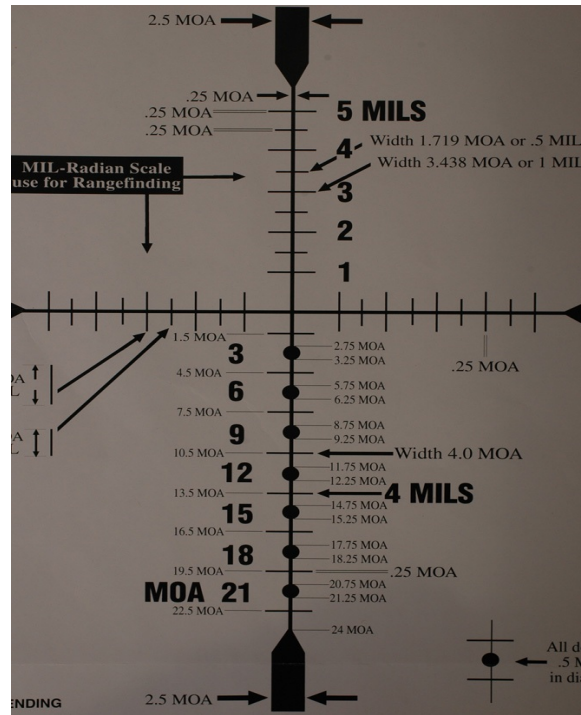 2.5 MOA
.25 MOA
.25 MOA
5 MILS
.25 MOA
4
Width 1.719 MOA or .5 MIL
Width 3.438 MOA or 1 MIL
MIL-Radian Scale
use for Rangefinding
3
2
1
1.5 MOA
3
2.75 MOA
3.25 MOA
.25 MOA
4.5 MOA
6
5.75 MOA
6.25 MOA
7.5 MOA
9
8.75 MOA
9.25 MOA
10.5 MOA
Width 4.0 MOA
12
11.75 MOA
12.25 MOA
13.5 MOA
4 MILS
15
14.75 MOA
15.25 MOA
16.5 MOA
18
17.75 MOA
18.25 MOA
19.5 MOA
.25 MOA
MOA 21
20.75 MOA
21.25 MOA
22.5 MOA
24 MOA
All d
.5 M
in di
ENDING
2.5 MOA